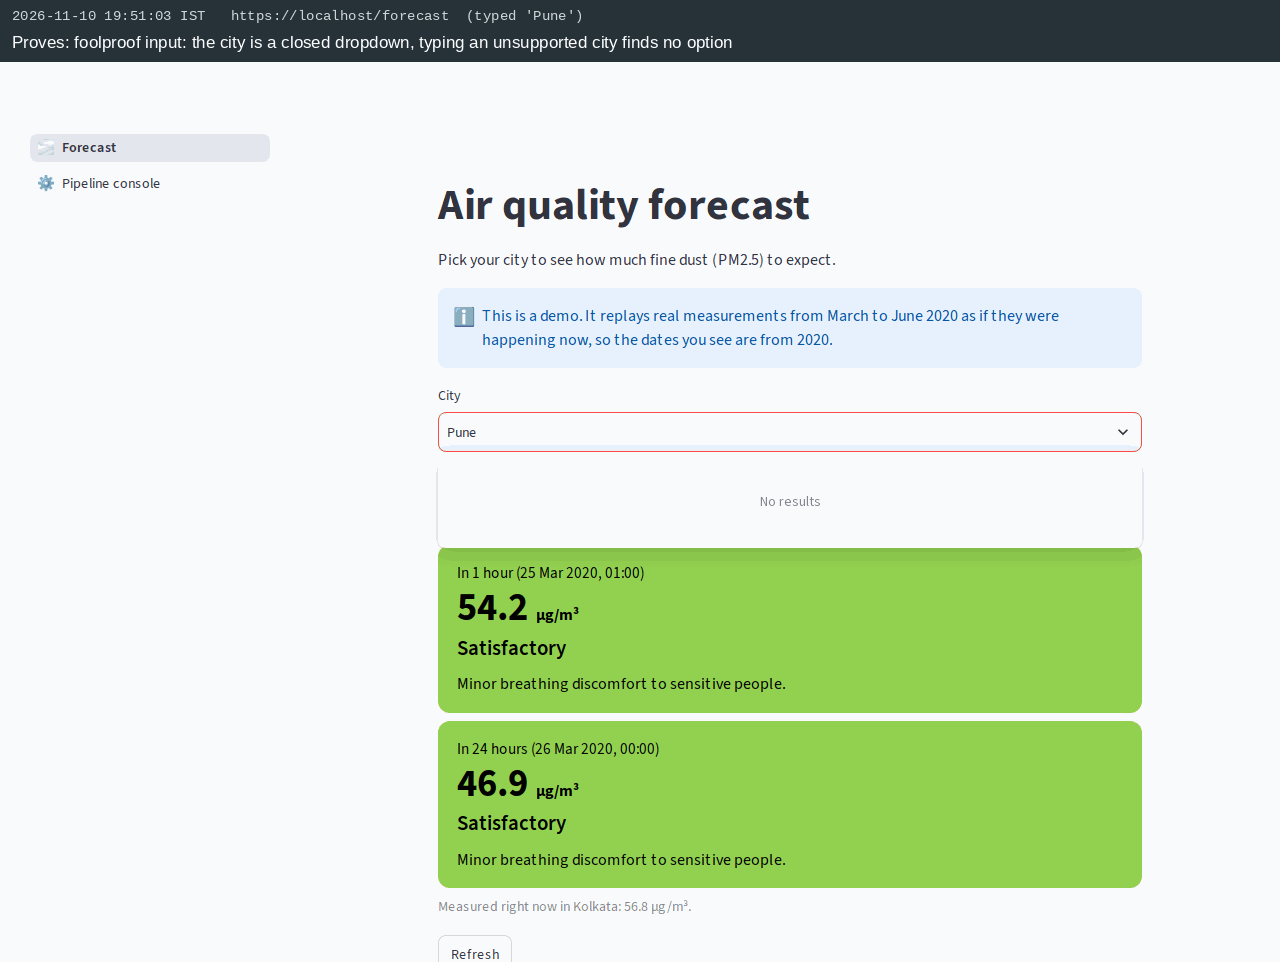 2026-11-10 19:51:03 IST   https://localhost/forecast  (typed 'Pune')
Proves: foolproof input: the city is a closed dropdown, typing an unsupported city finds no option
Forecast
Pipeline console
Air quality forecast
Pick your city to see how much fine dust (PM2.5) to expect.
This is a demo. It replays real measurements from March to June 2020 as if they were
happening now, so the dates you see are from 2020.
City
Pune
No results
In 1 hour (25 Mar 2020, 01:00)
54.2 µg/m³
Satisfactory
Minor breathing discomfort to sensitive people.
In 24 hours (26 Mar 2020, 00:00)
46.9 µg/m³
Satisfactory
Minor breathing discomfort to sensitive people.
Measured right now in Kolkata: 56.8 µg/m³.
Refresh